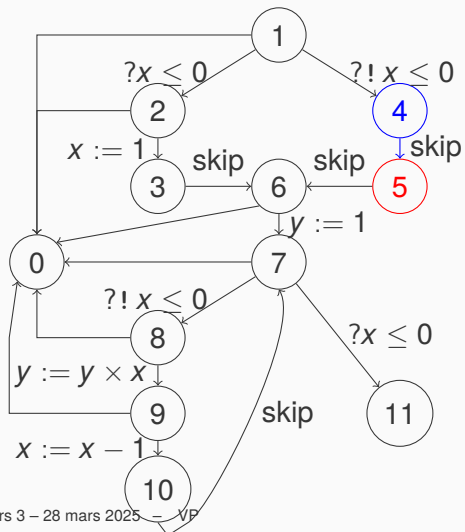 1
?x ≤ 0
?! x ≤ 0
2
4
x := 1
skip
3
skip
6
skip
5
y := 1
0
7
?! x ≤ 0
8
?x ≤ 0
y := y × x
9
skip
11
x := x − 1
10
rs 3 – 28 mars 2025 – VP